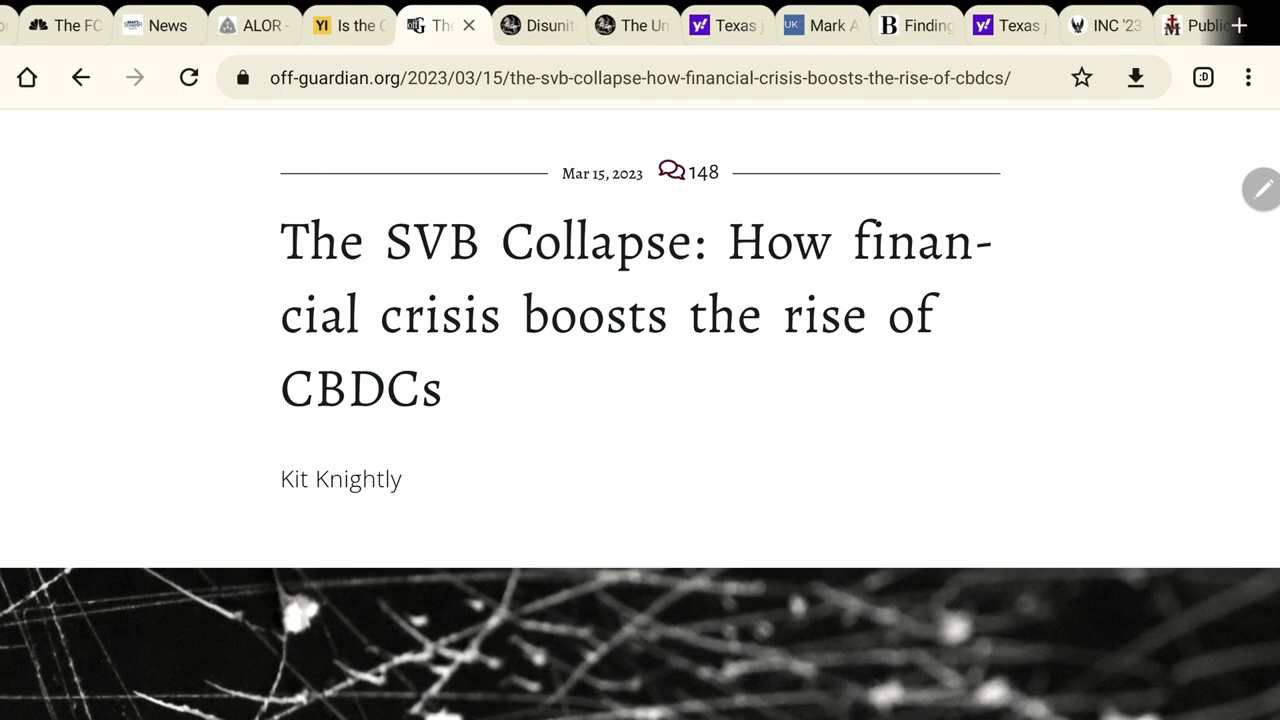 The FC
News
ALOR -
Is the C
The
Disunit
The Un
Texas j
Mark A
Finding
Texas j
INC '23
Public
off-guardian.org/2023/03/15/the-svb-collapse-how-financial-crisis-boosts-the-rise-of-cbdcs/
Mar 15, 2023 148
The SVB Collapse: How finan-
cial crisis boosts the rise of
CBDCs
Kit Knightly